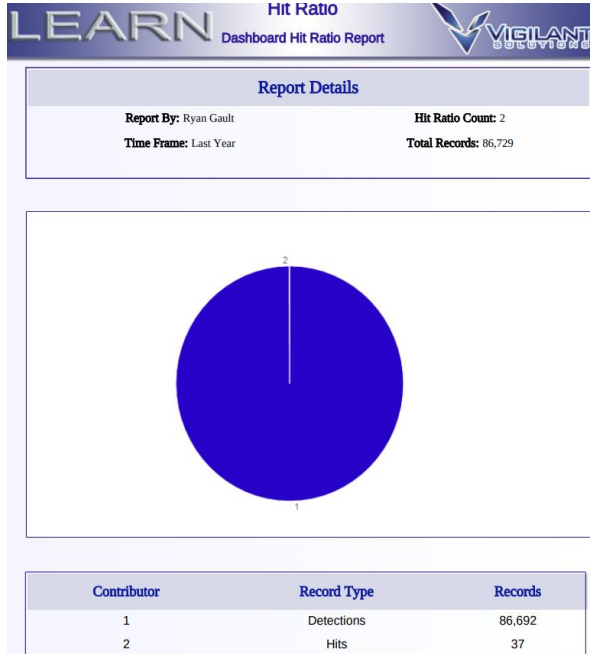 LEARN
Hit Ratio
Dashboard Hit Ratio Report
VIGILANT
SOLUTIONS
Report Details
Report By: Ryan Gault
Hit Ratio Count: 2
Time Frame: Last Year
Total Records: 86,729
2
1
Contributor Record Type Records
1 Detections 86,692
2 Hits 37